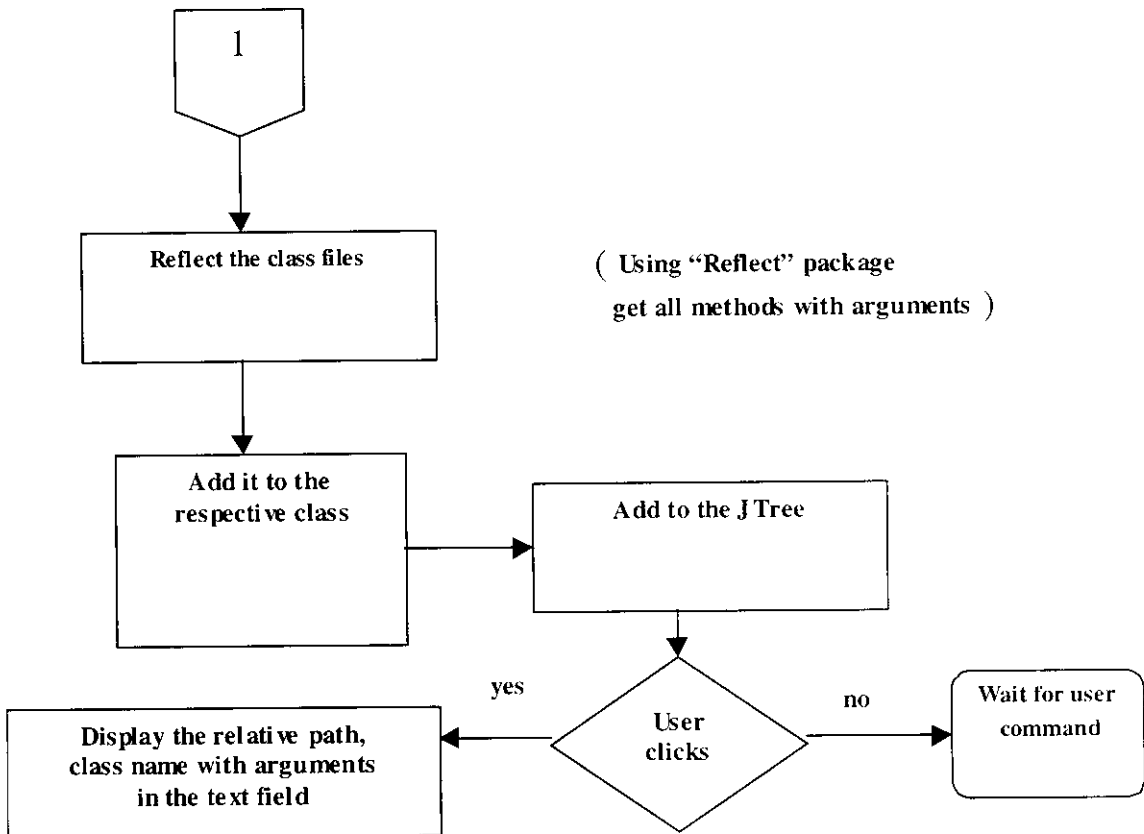 1
Reflect the class files
( Using “Reflect” package
get all methods with arguments )
Add it to the
respective class
Add to the JTree
yes
no
User
clicks
Wait for user
command
Display the relative path,
class name with arguments
in the text field